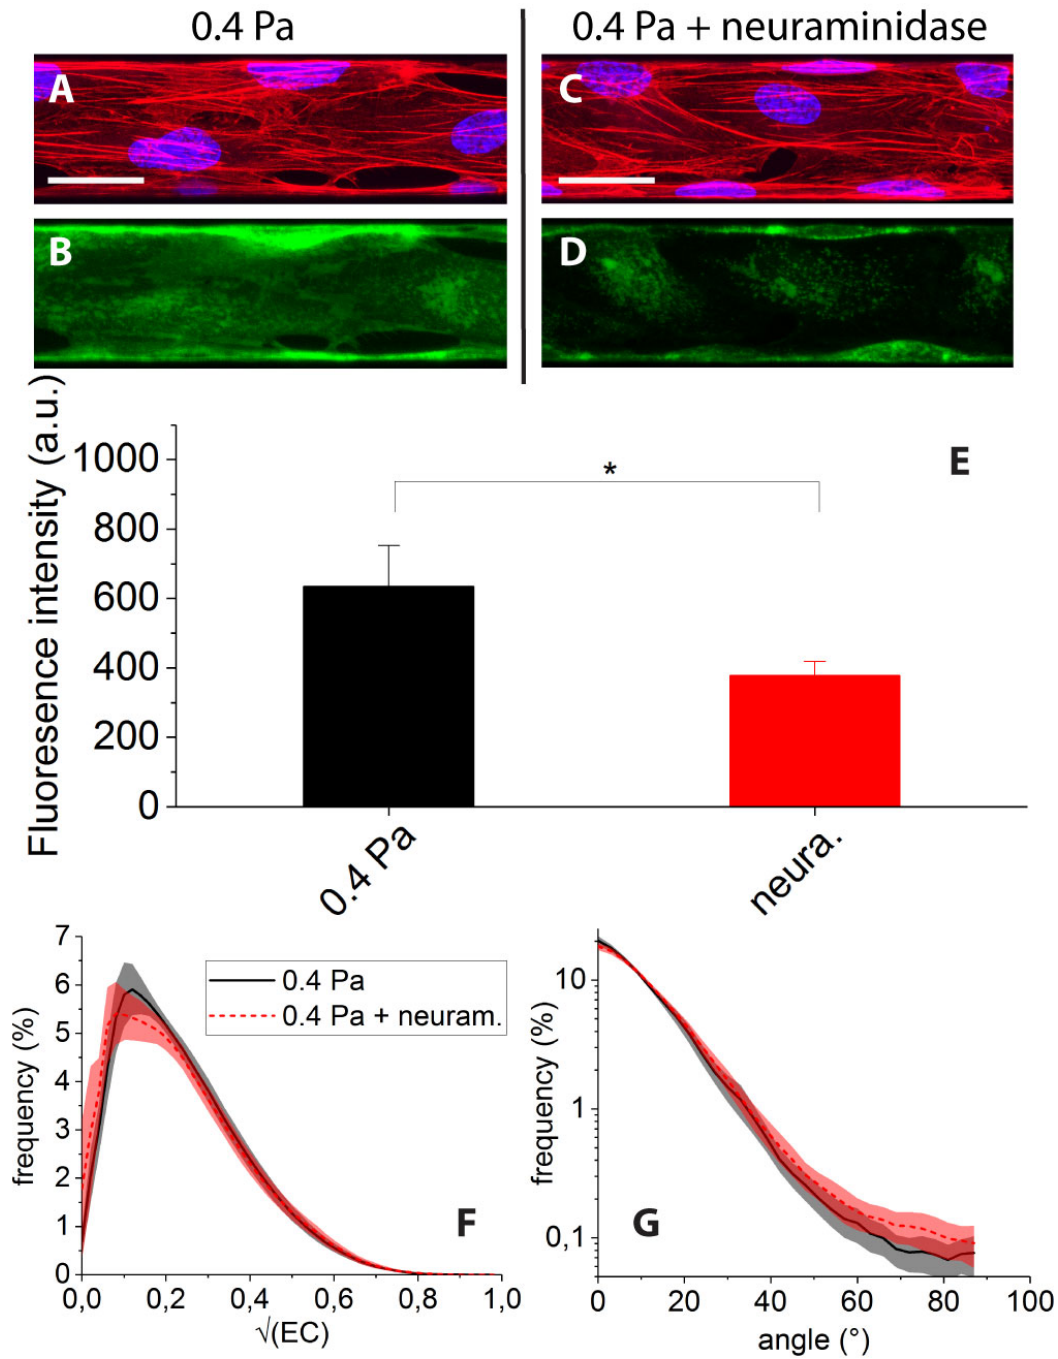 0.4 Pa
0.4 Pa + neuraminidase
A
C
B
D
Fluoresence intensity (a.u.)
1000
800
600
400
200
0
*
E
0.4 Pa
neura.
frequency (%)
7
6
5
4
3
2
1
0
0.4 Pa
0.4 Pa + neuram.
F
0,0
0,2
0,4
0,6
0,8
1,0
√(EC)
frequency (%)
10
1
0,1
G
0
20
40
60
80
100
angle (°)